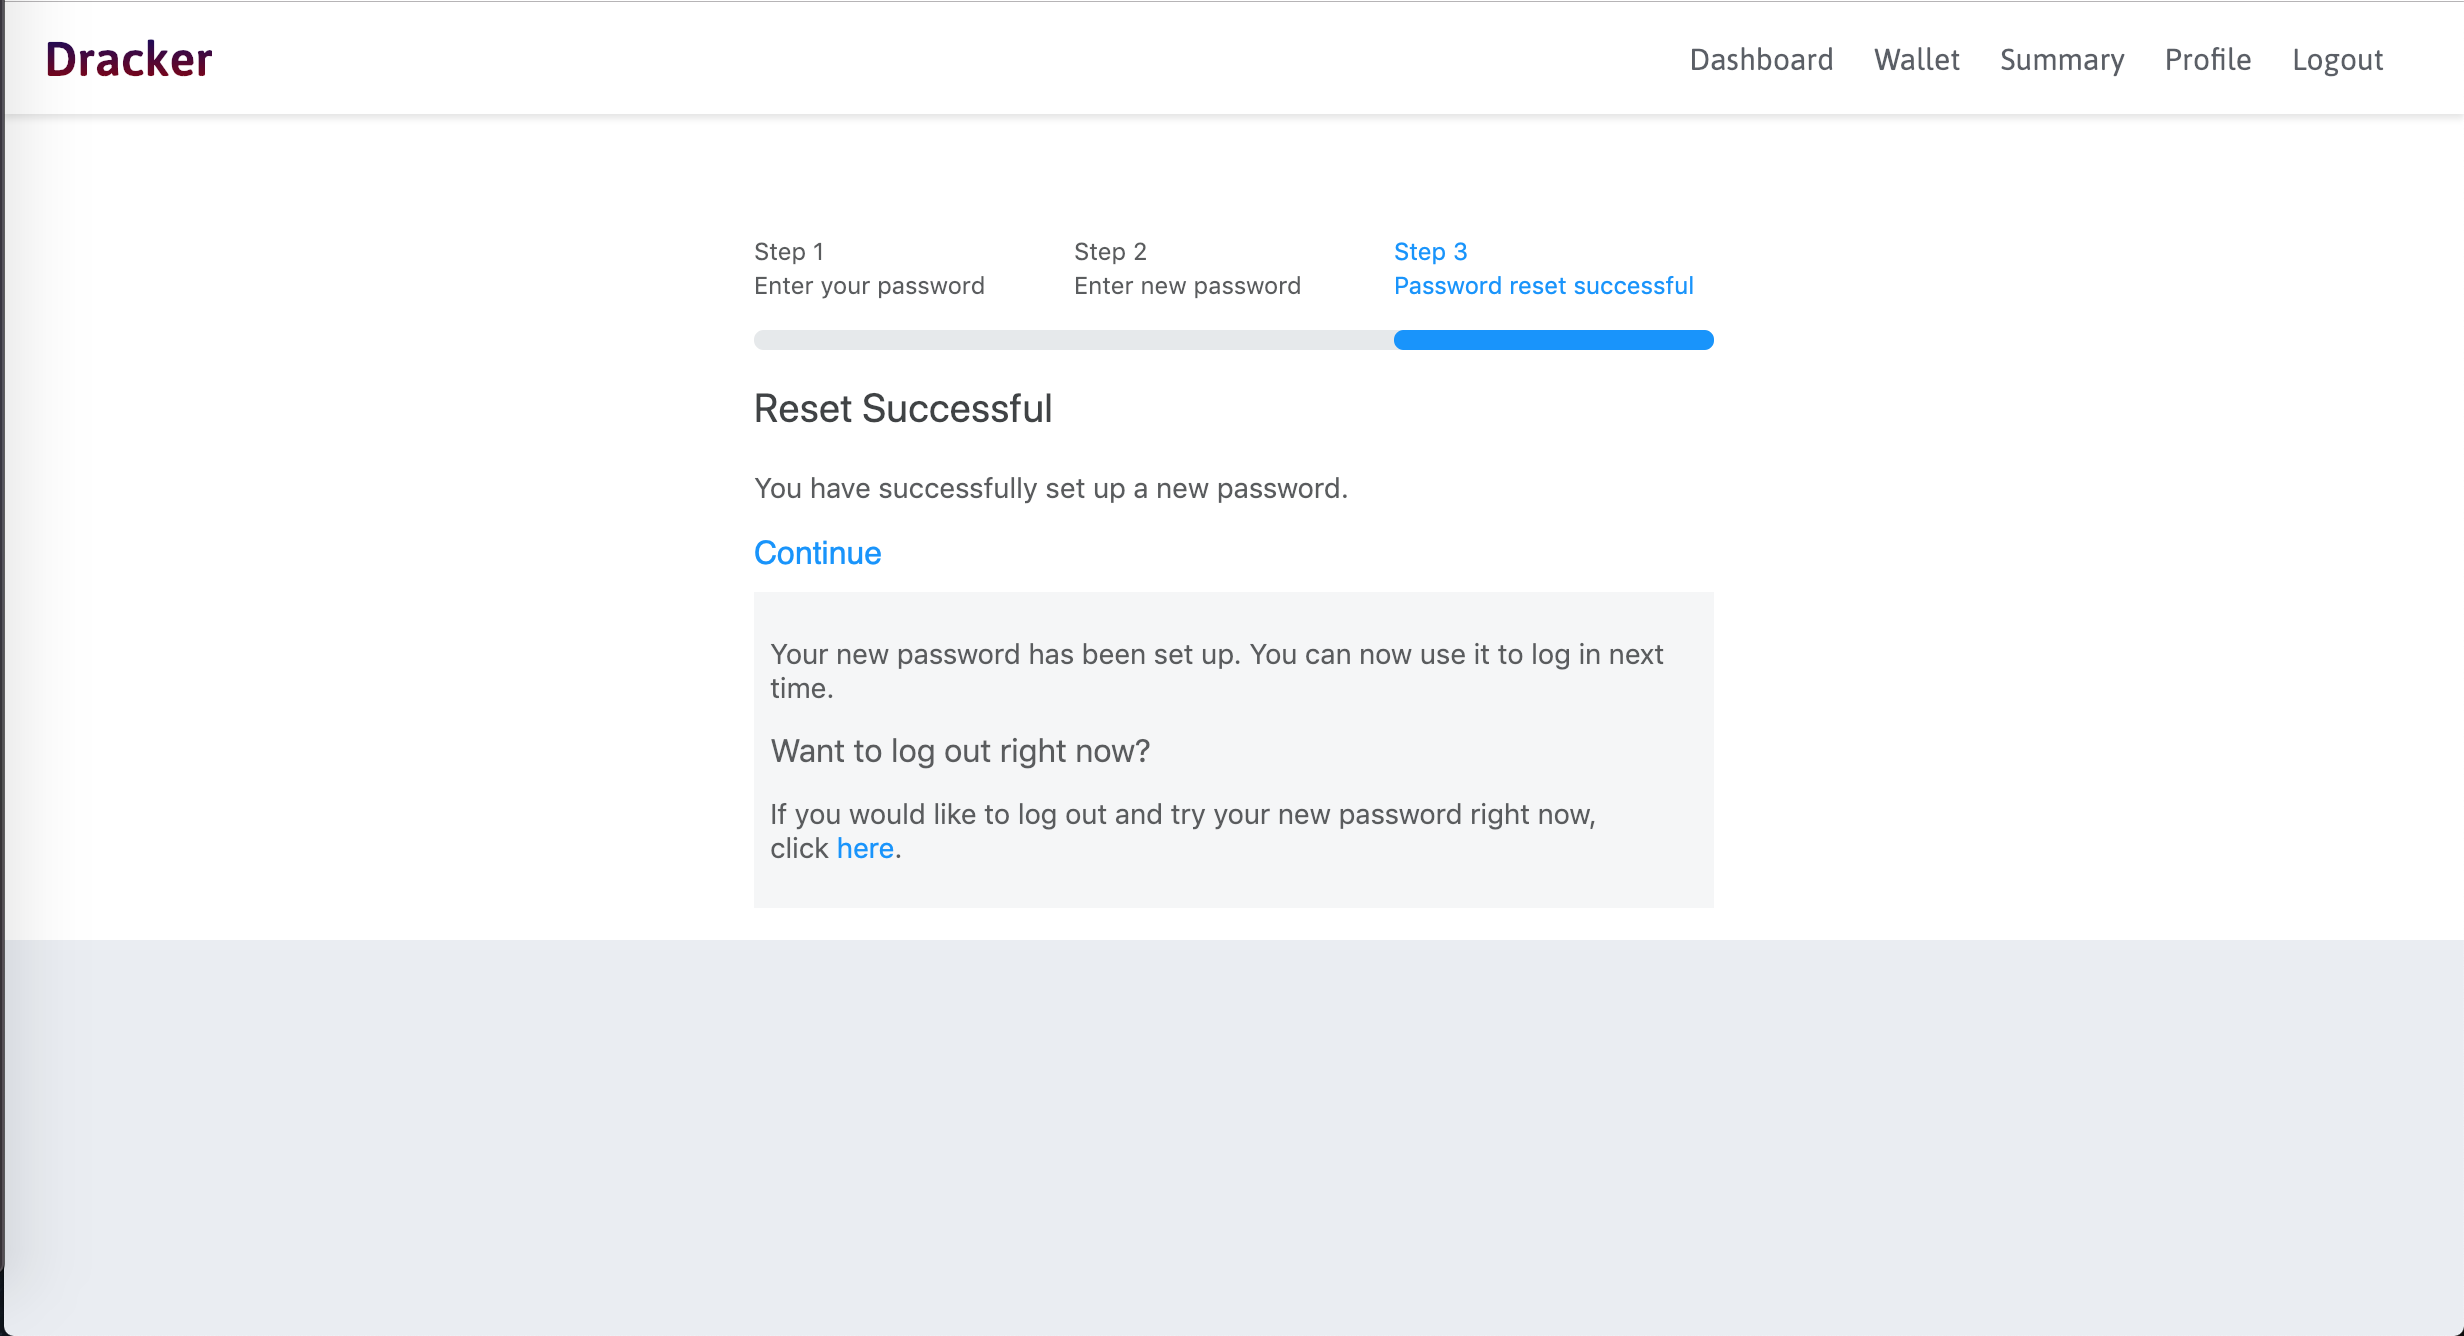 Dracker
Dashboard Wallet Summary Profile Logout
Step 1 Step 2 Step 3
Enter your password Enter new password Password reset successful
Reset Successful
You have successfully set up a new password.
Continue
Your new password has been set up. You can now use it to log in next
time.
Want to log out right now?
If you would like to log out and try your new password right now,
click here.